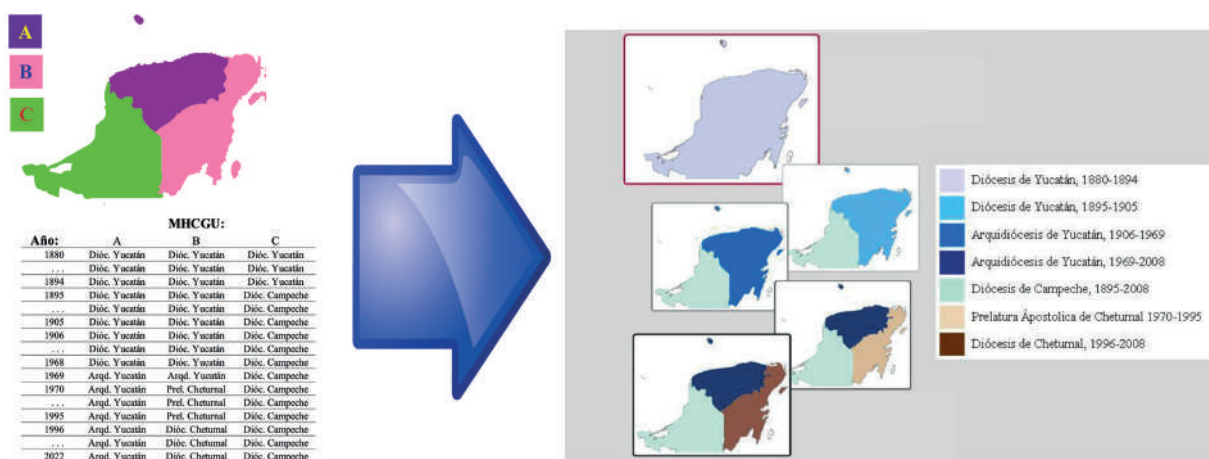 A
B
C
MHCGU:
Año: A B C
1880 Dióc. Yucatán Dióc. Yucatán Dióc. Yucatán
. . . Dióc. Yucatán Dióc. Yucatán Dióc. Yucatán
1894 Dióc. Yucatán Dióc. Yucatán Dióc. Yucatán
1895 Dióc. Yucatán Dióc. Yucatán Dióc. Campeche
. . . Dióc. Yucatán Dióc. Yucatán Dióc. Campeche
1905 Dióc. Yucatán Dióc. Yucatán Dióc. Campeche
1906 Dióc. Yucatán Dióc. Yucatán Dióc. Campeche
. . . Dióc. Yucatán Dióc. Yucatán Dióc. Campeche
1968 Dióc. Yucatán Dióc. Yucatán Dióc. Campeche
1969 Arqd. Yucatán Arqd. Yucatán Dióc. Campeche
1970 Arqd. Yucatán Prel. Chetumal Dióc. Campeche
. . . Arqd. Yucatán Prel. Chetumal Dióc. Campeche
1995 Arqd. Yucatán Prel. Chetumal Dióc. Campeche
1996 Arqd. Yucatán Dióc. Chetumal Dióc. Campeche
. . . Arqd. Yucatán Dióc. Chetumal Dióc. Campeche
2022 Arqd. Yucatán Dióc. Chetumal Dióc. Campeche
Diócesis de Yucatán, 1880-1894
Diócesis de Yucatán, 1895-1905
Arquidiócesis de Yucatán, 1906-1969
Arquidiócesis de Yucatán, 1969-2008
Diócesis de Campeche, 1895-2008
Prelatura Apostolica de Chetumal 1970-1995
Diócesis de Chetumal, 1996-2008